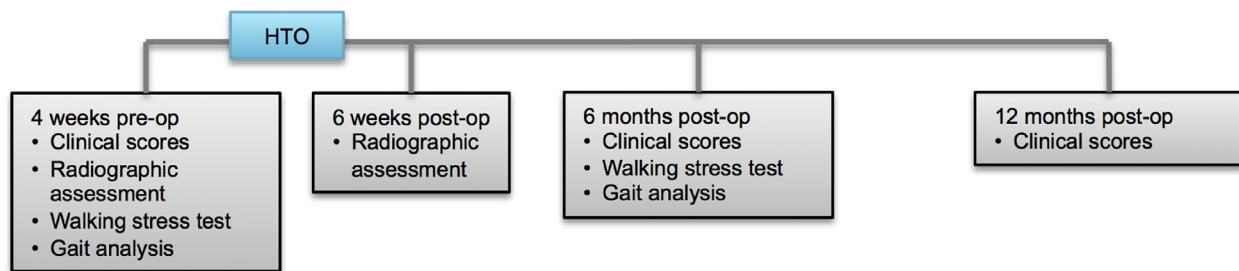 HTO
4 weeks pre-op
• Clinical scores
• Radiographic
assessment
• Walking stress test
• Gait analysis
6 weeks post-op
• Radiographic
assessment
6 months post-op
• Clinical scores
• Walking stress test
• Gait analysis
12 months post-op
• Clinical scores